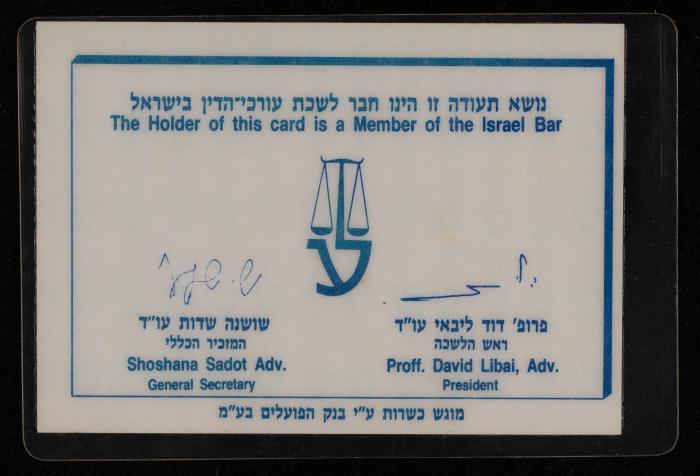 נושא תעודה זו הינו חבר לשכת עורכי־הדין בישראל
The Holder of this card is a Member of the Israel Bar
שושנה שדות עו"ד
המזכיר הכללי
Shoshana Sadot Adv.
General Secretary
פרופ' דוד ליבאי עו"ד
ראש הלשכה
Proff. David Libai, Adv.
President
מוגש כשרות ע"י בנק הפועלים בע"מ